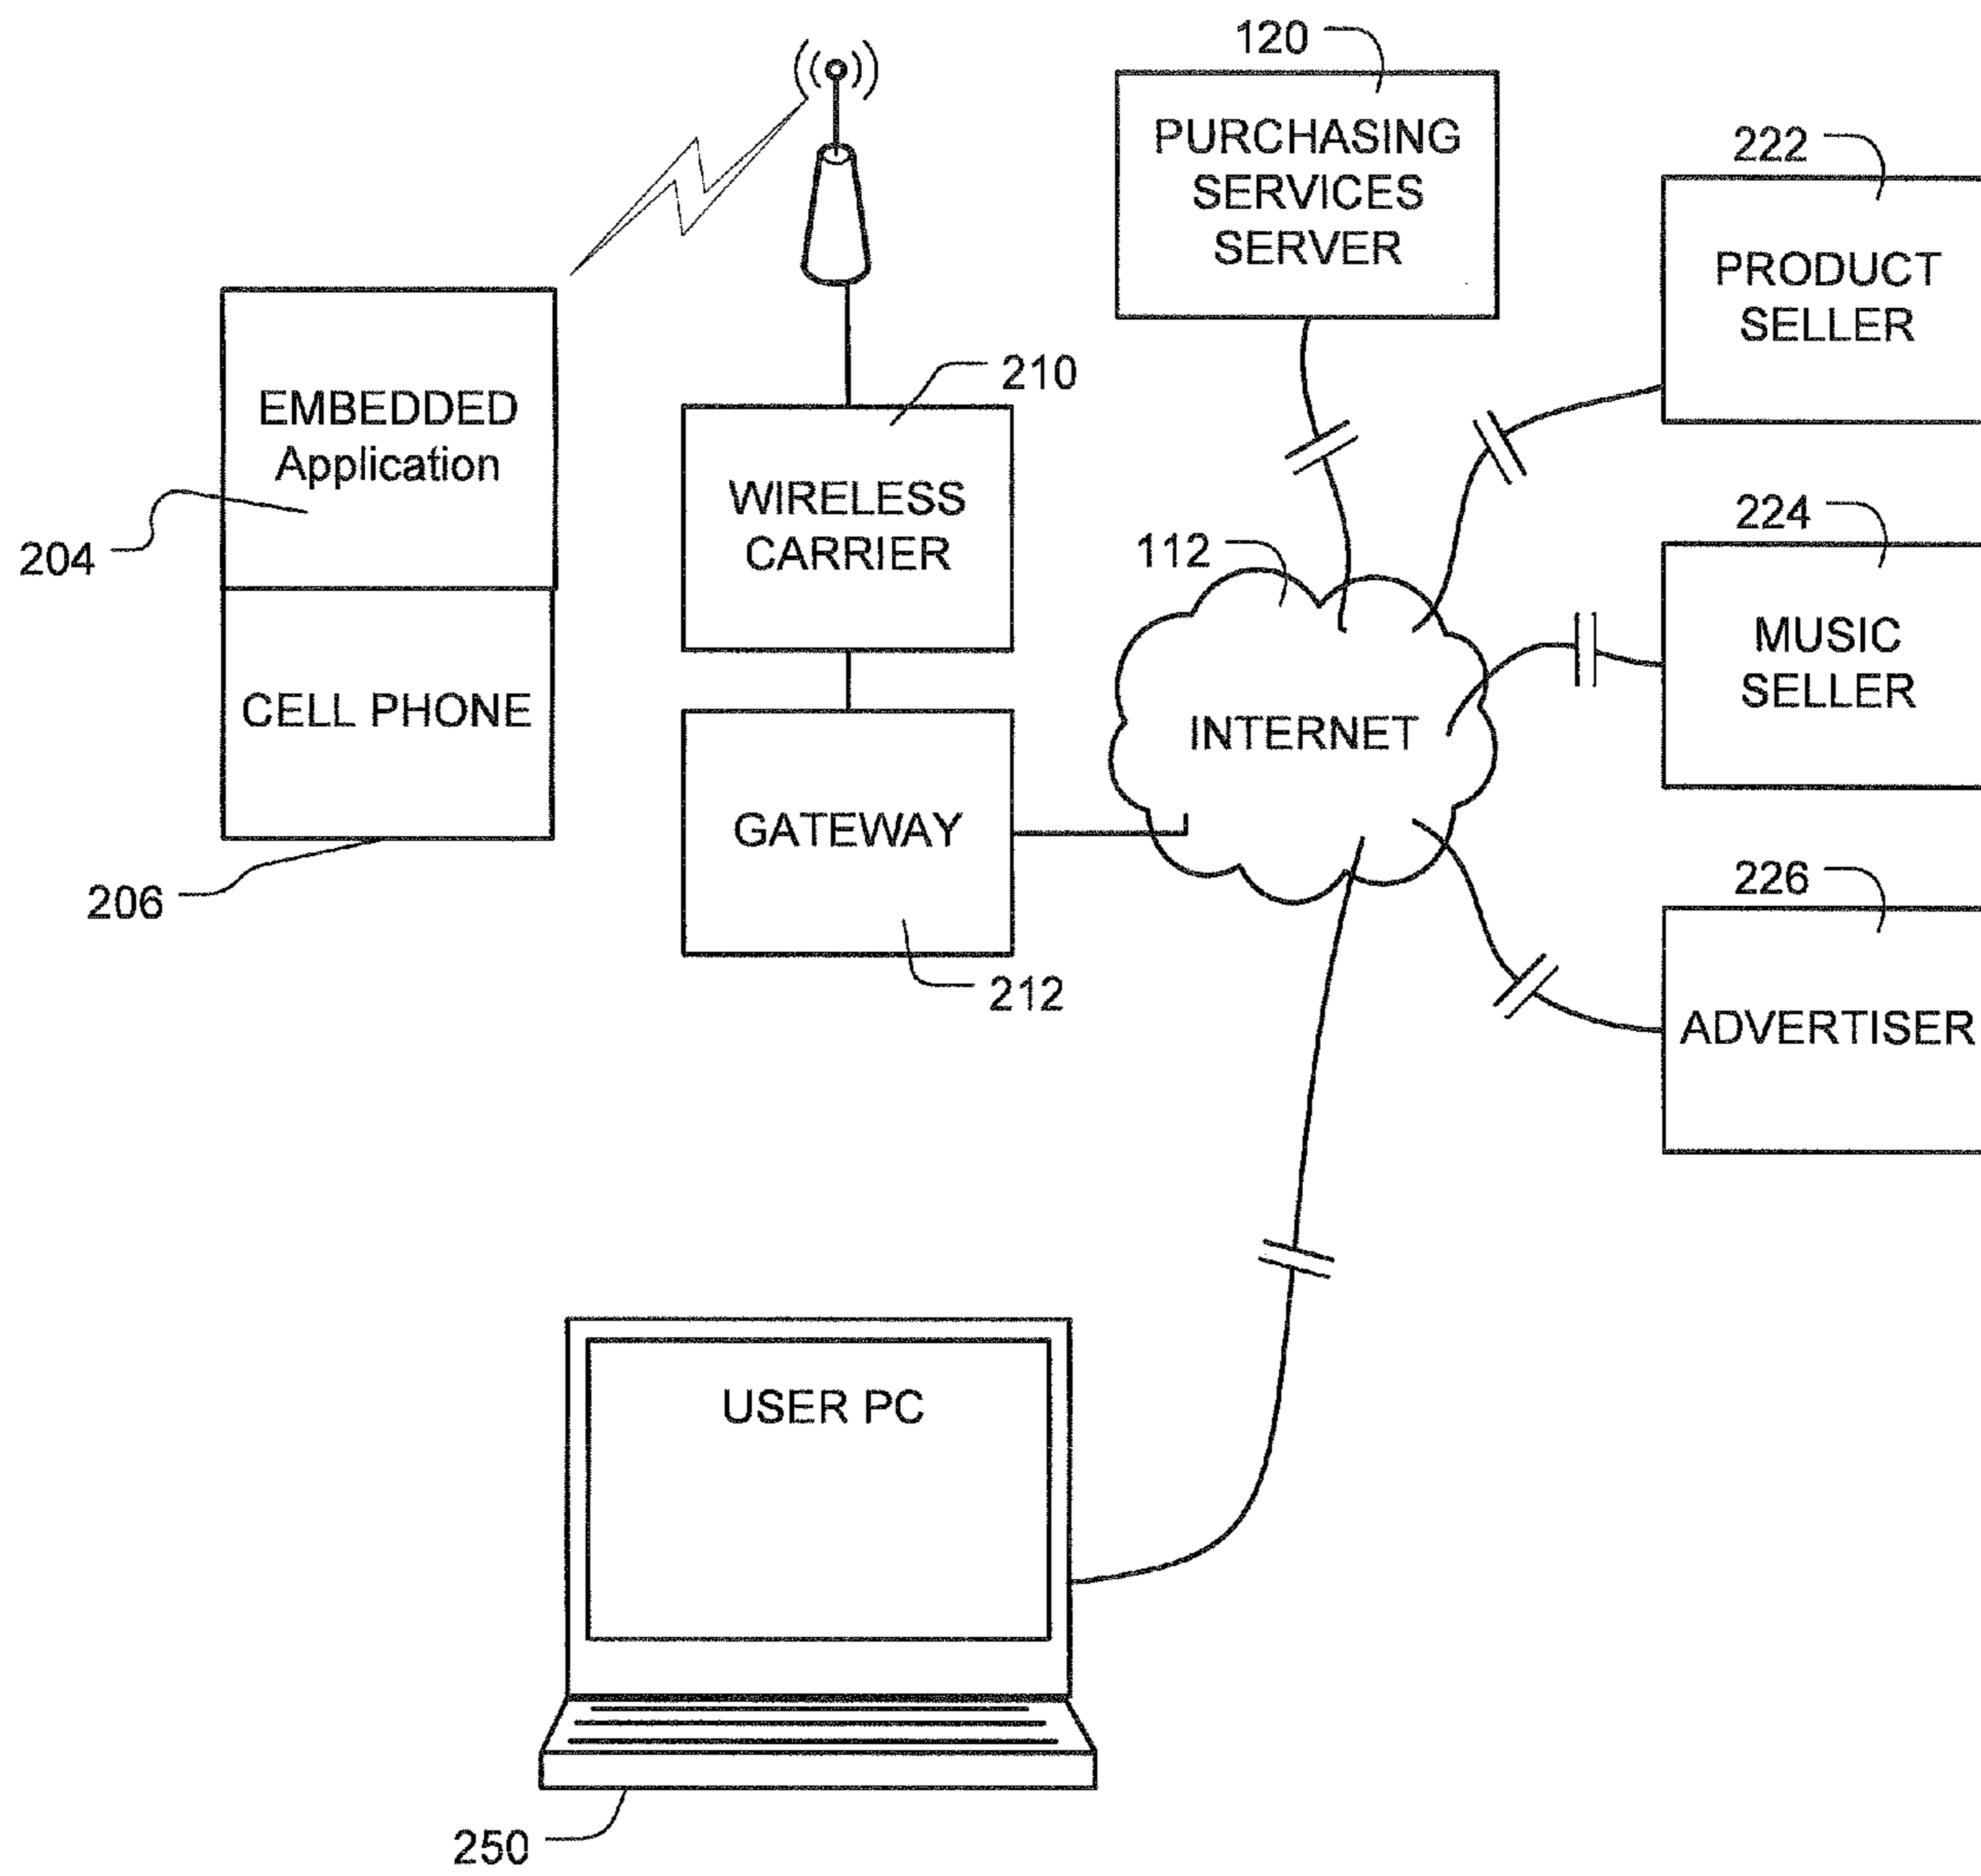 120
PURCHASING
SERVICES
SERVER
222
PRODUCT
SELLER
EMBEDDED
Application
204
CELL PHONE
206
210
WIRELESS
CARRIER
GATEWAY
212
112
INTERNET
224
MUSIC
SELLER
226
ADVERTISER
USER PC
250